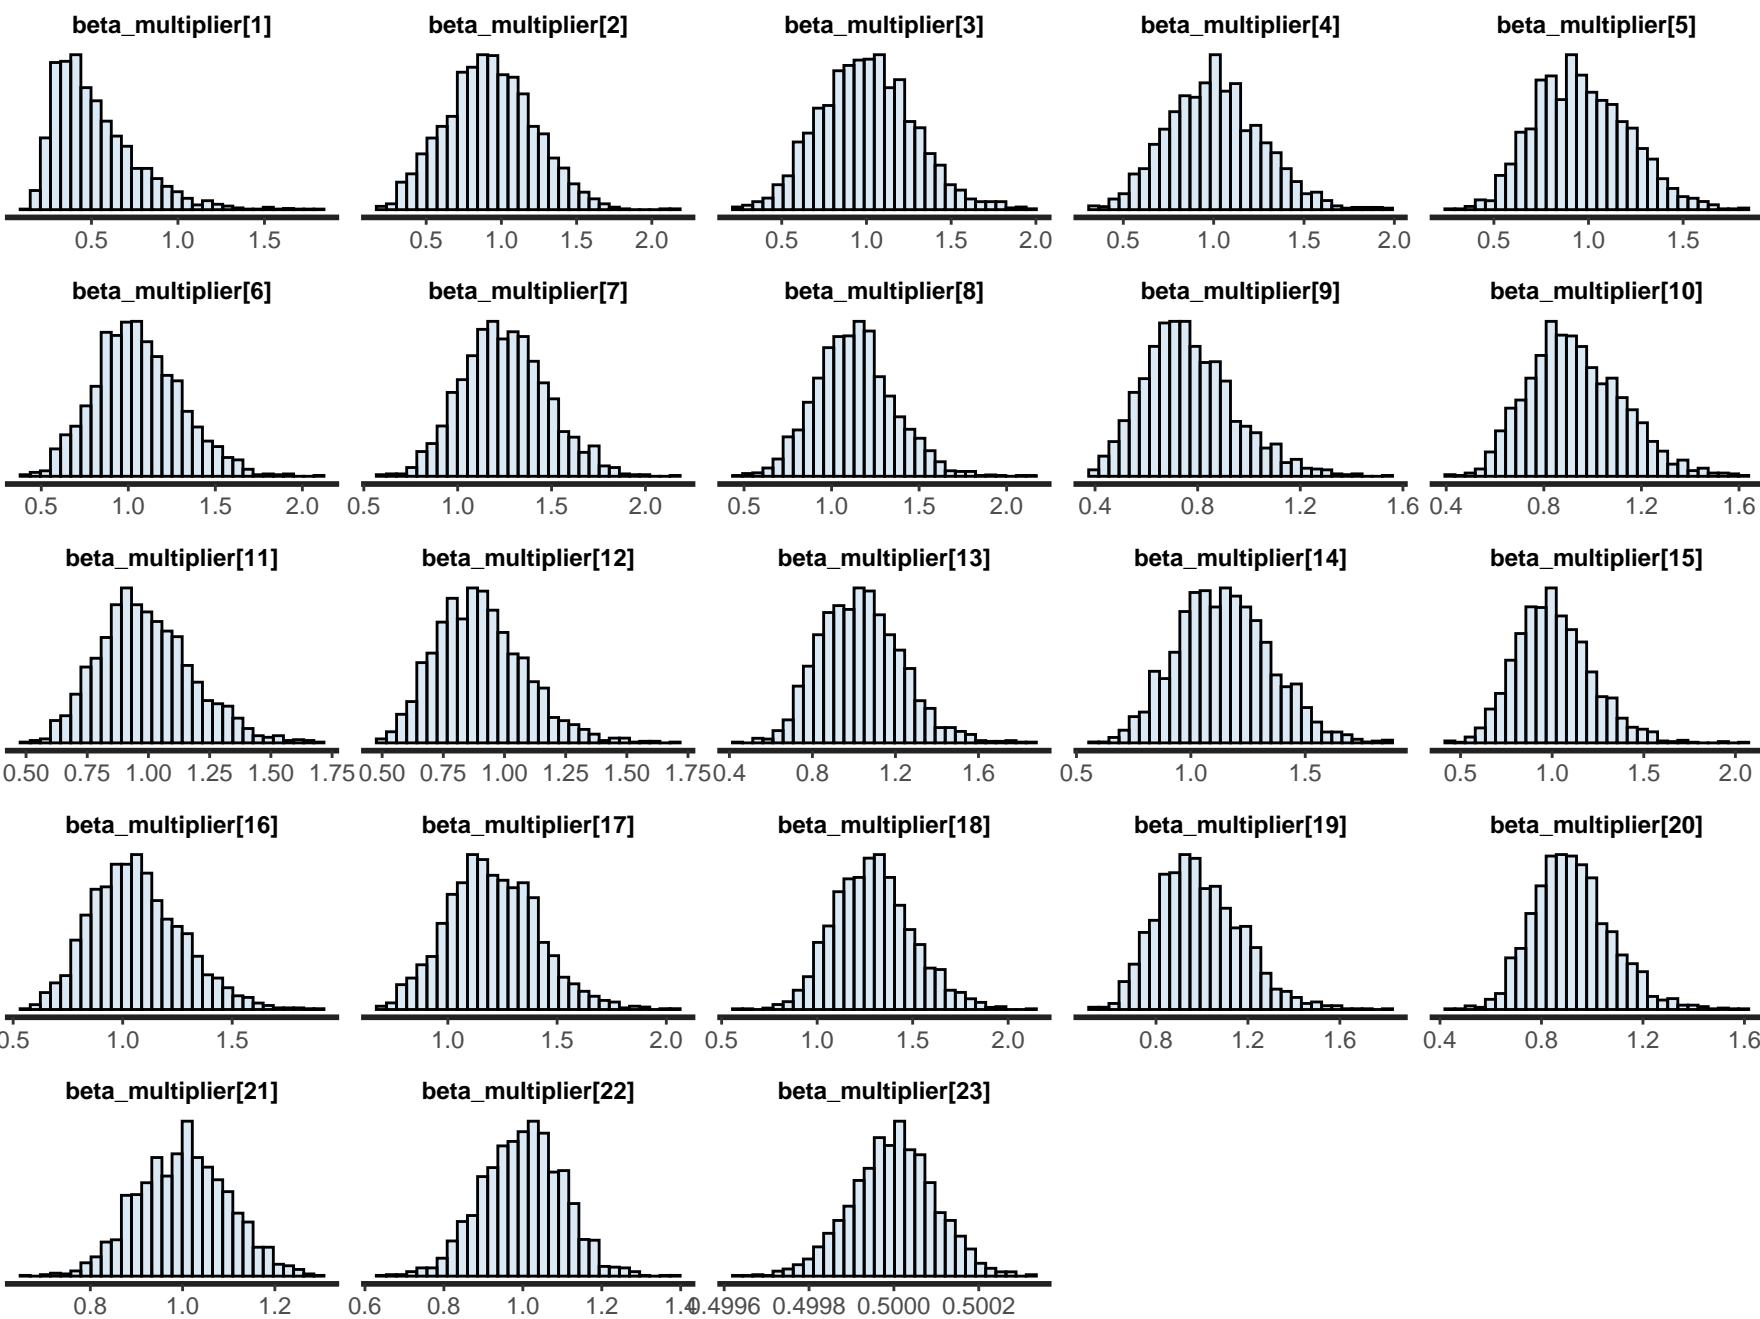 beta_multiplier[1] beta_multiplier[2] beta_multiplier[3] beta_multiplier[4] beta_multiplier[5]
0.5 1.0 1.5 0.5 1.0 1.5 2.0 0.5 1.0 1.5 2.0 0.5 1.0 1.5 2.0 0.5 1.0 1.5
beta_multiplier[6] beta_multiplier[7] beta_multiplier[8] beta_multiplier[9] beta_multiplier[10]
0.5 1.0 1.5 2.0 0.5 1.0 1.5 2.0 0.5 1.0 1.5 2.0 0.4 0.8 1.2 1.6 0.4 0.8 1.2 1.6
beta_multiplier[11] beta_multiplier[12] beta_multiplier[13] beta_multiplier[14] beta_multiplier[15]
0.50 0.75 1.00 1.25 1.50 1.75 0.50 0.75 1.00 1.25 1.50 1.75 0.4 0.8 1.2 1.6 0.5 1.0 1.5 0.5 1.0 1.5 2.0
beta_multiplier[16] beta_multiplier[17] beta_multiplier[18] beta_multiplier[19] beta_multiplier[20]
0.5 1.0 1.5 1.0 1.5 2.0 0.5 1.0 1.5 2.0 0.8 1.2 1.6 0.4 0.8 1.2 1.6
beta_multiplier[21] beta_multiplier[22] beta_multiplier[23]
0.8 1.0 1.2 0.6 0.8 1.0 1.2 1.4 0.4996 0.4998 0.5000 0.5002